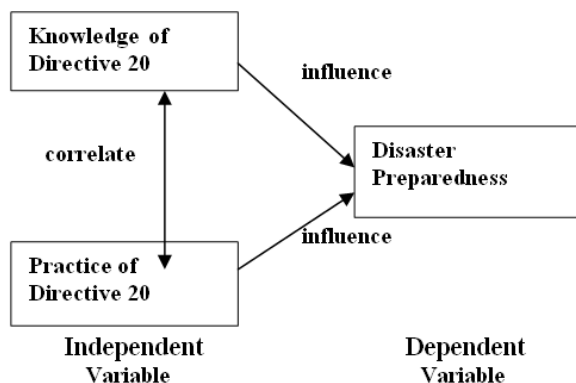 Knowledge of
Directive 20
influence
correlate
Disaster
Preparedness
influence
Practice of
Directive 20
Independent
Variable
Dependent
Variable